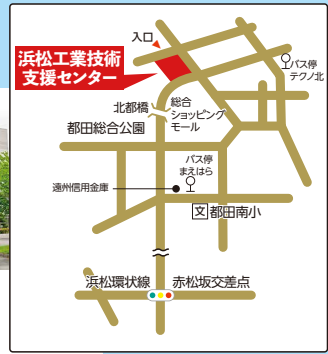 入口
浜松工業技術
支援センター
バス停
テクノ北
北都橋
総合
ショッピング
モール
都田総合公園
バス停
まえはら
遠州信用金庫
文 都田南小
浜松環状線
赤松坂交差点